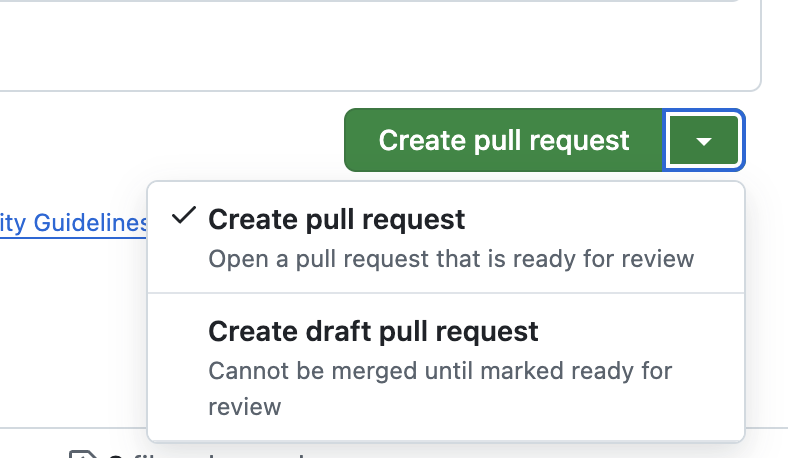 Create pull request
ity Guidelines
Create pull request
Open a pull request that is ready for review
Create draft pull request
Cannot be merged until marked ready for
review